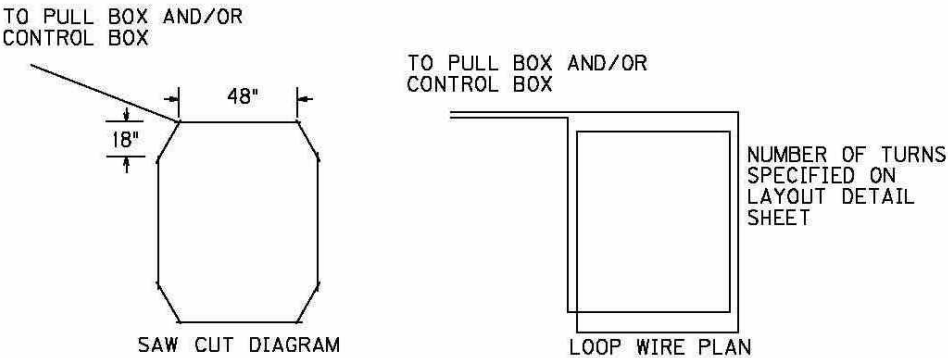 TO PULL BOX AND/OR
CONTROL BOX
48"
18"
SAW CUT DIAGRAM
TO PULL BOX AND/OR
CONTROL BOX
NUMBER OF TURNS
SPECIFIED ON
LAYOUT DETAIL
SHEET
LOOP WIRE PLAN